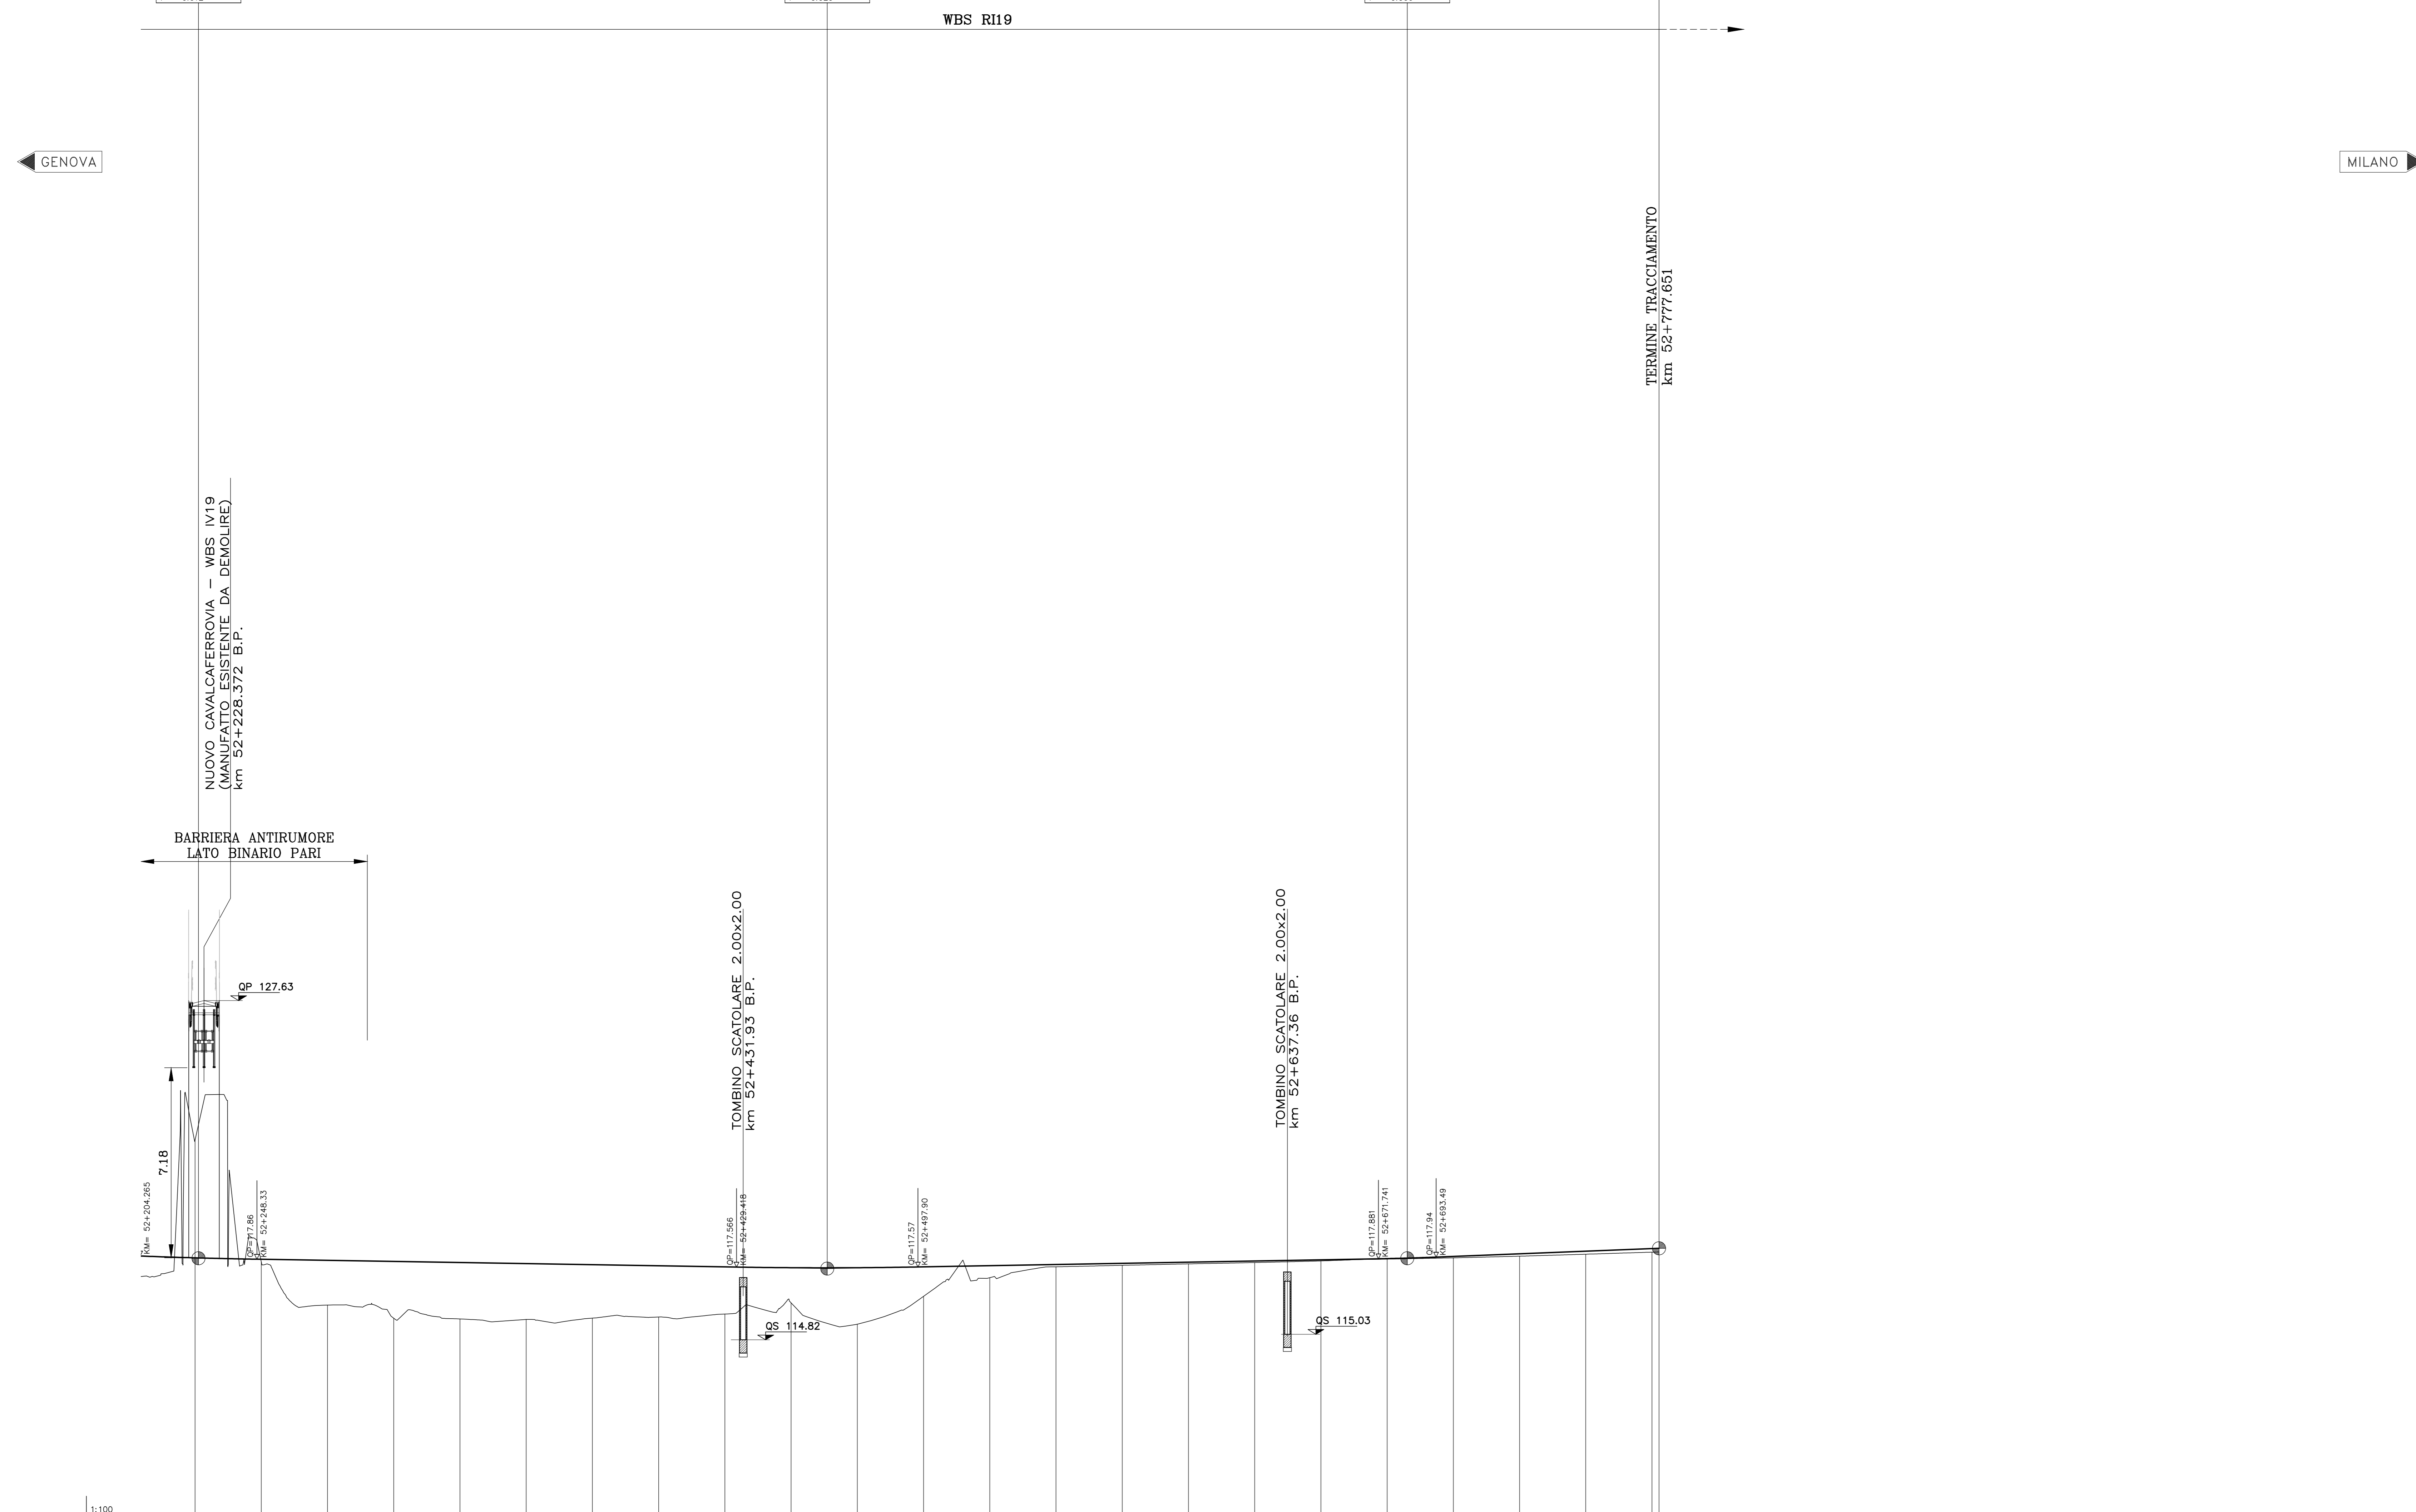 WBS RI19
GENOVA
MILANO
TERMINE TRACCIAMENTO
km 52+777.651
NUOVO CAVALCAFERROVIA – WBS IV19
(MANUFATTO ESISTENTE DA DEMOLIRE)
km 52+228.372 B.P.
BARRIERA ANTIRUMORE
LATO BINARIO PARI
QP 127.63
7.18
KM= 52+204.265
QP=117.86
KM= 52+248.33
TOMBINO SCATOLARE 2.00x2.00
km 52+431.93 B.P.
QP=117.566
KM= 52+429.418
QS 114.82
QP=117.57
KM= 52+497.90
TOMBINO SCATOLARE 2.00x2.00
km 52+637.36 B.P.
QS 115.03
QP=117.881
KM= 52+671.741
QP=117.94
KM= 52+693.49
1:100